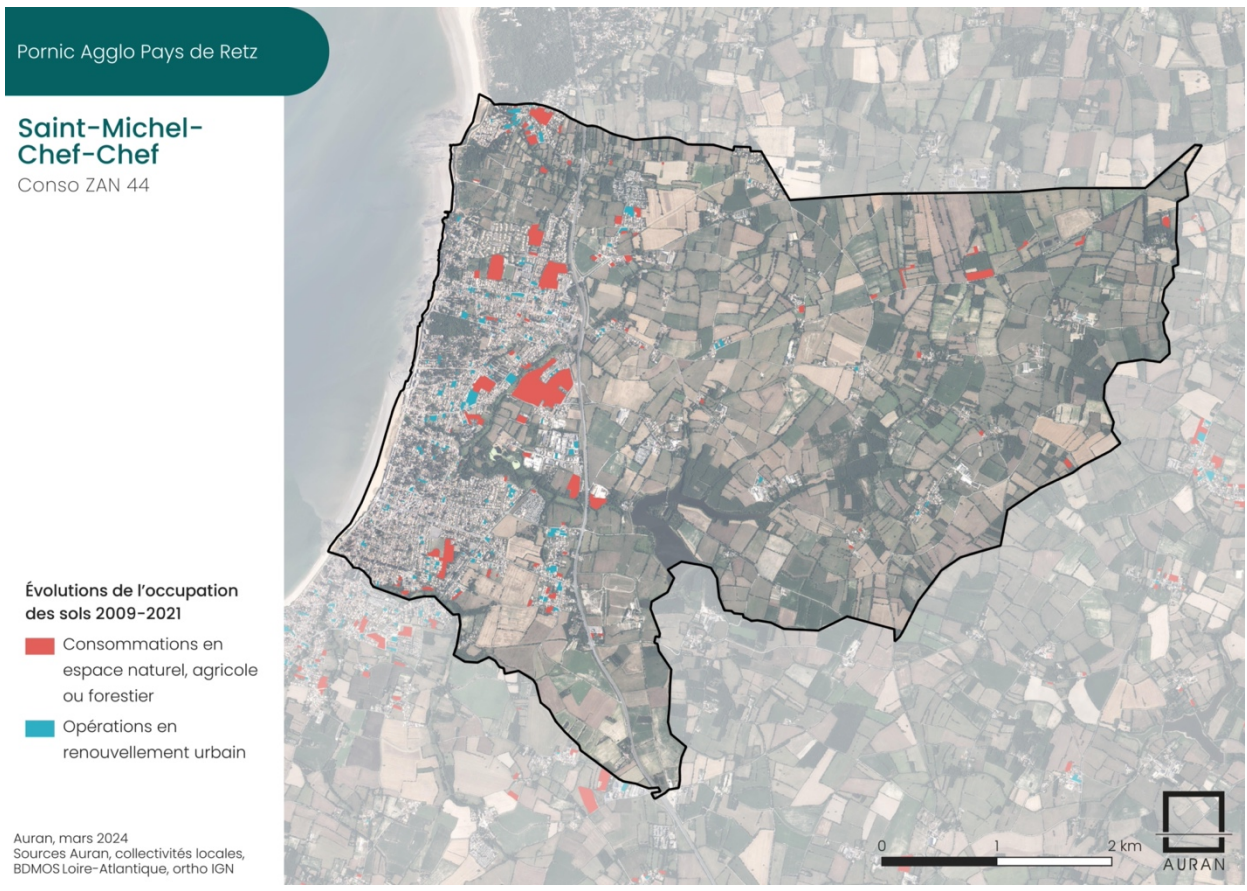 Pornic Agglo Pays de Retz
Saint-Michel-
Chef-Chef
Conso ZAN 44
Évolutions de l'occupation
des sols 2009-2021
Consommations en
espace naturel, agricole
ou forestier
Opérations en
renouvellement urbain
Auran, mars 2024
Sources Auran, collectivités locales,
BDMOS Loire-Atlantique, ortho IGN
0 1 2 km
AURAN